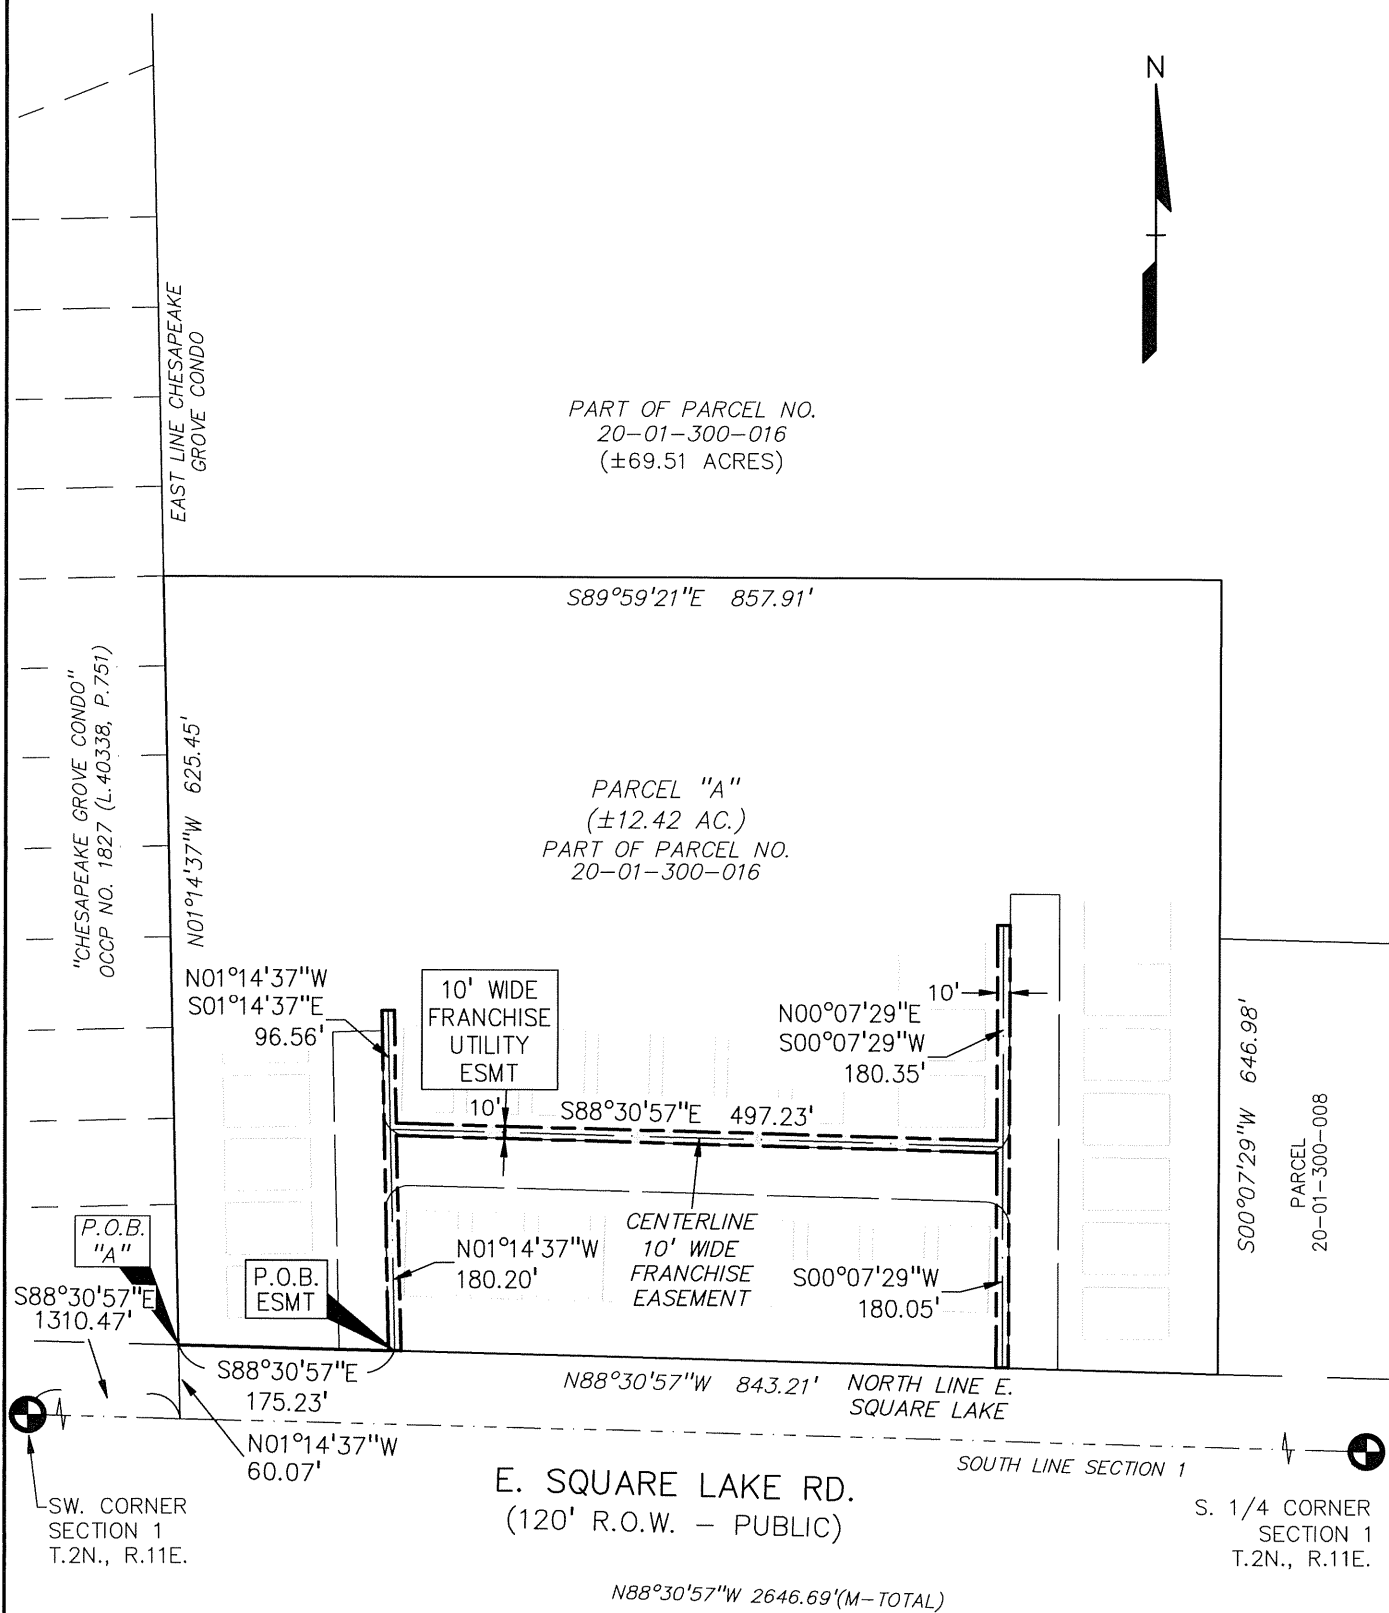 N
EAST LINE CHESAPEAKE
GROVE CONDO
PART OF PARCEL NO.
20-01-300-016
(±69.51 ACRES)
S89°59'21"E 857.91'
"CHESAPEAKE GROVE CONDO"
OCCP NO. 1827 (L.40338, P.751)
N01°14'37"W 625.45'
PARCEL "A"
(±12.42 AC.)
PART OF PARCEL NO.
20-01-300-016
N01°14'37"W
S01°14'37"E
96.56'
10' WIDE
FRANCHISE
UTILITY
ESMT
10'
N00°07'29"E
S00°07'29"W
180.35'
10'
S88°30'57"E 497.23'
S00°07'29"W 646.98'
PARCEL
20-01-300-008
P.O.B.
"A"
S88°30'57"E
1310.47'
P.O.B.
ESMT
N01°14'37"W
180.20'
CENTERLINE
10' WIDE
FRANCHISE
EASEMENT
S00°07'29"W
180.05'
S88°30'57"E
175.23'
N88°30'57"W 843.21'
NORTH LINE E.
SQUARE LAKE
N01°14'37"W
60.07'
SOUTH LINE SECTION 1
E. SQUARE LAKE RD.
(120' R.O.W. - PUBLIC)
SW. CORNER
SECTION 1
T.2N., R.11E.
S. 1/4 CORNER
SECTION 1
T.2N., R.11E.
N88°30'57"W 2646.69'(M-TOTAL)